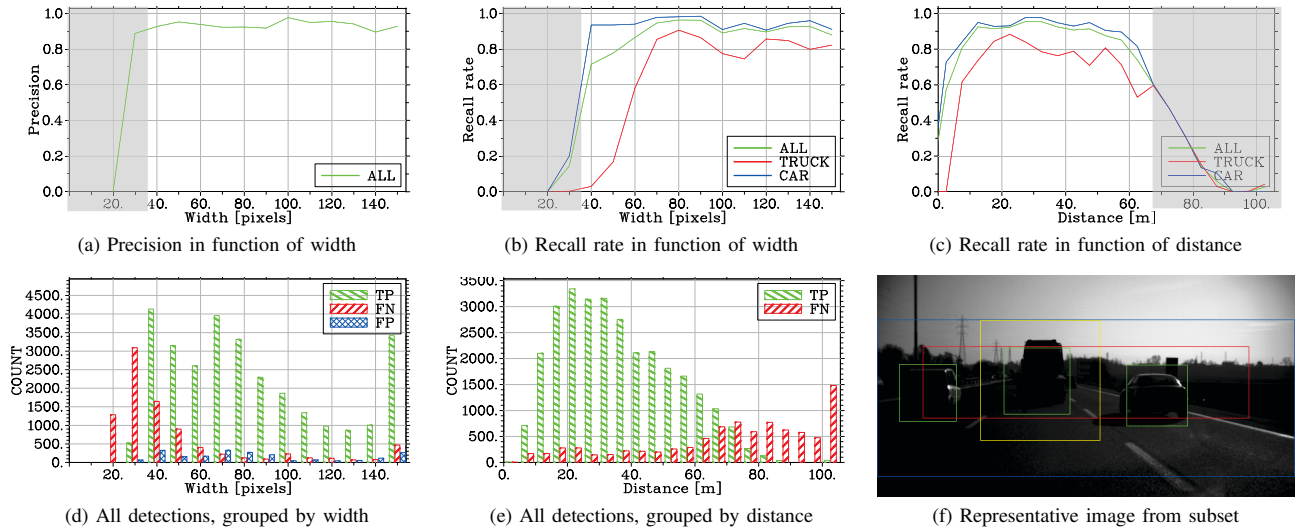 Precision
1.0
0.8
0.6
0.4
0.2
0.0
20. 40. 60. 80. 100. 120. 140.
Width [pixels]
ALL
(a) Precision in function of width
Recall rate
1.0
0.8
0.6
0.4
0.2
0.0
20. 40. 60. 80. 100. 120. 140.
Width [pixels]
ALL
TRUCK
CAR
(b) Recall rate in function of width
Recall rate
1.0
0.8
0.6
0.4
0.2
0.0
0. 20. 40. 60. 80. 100.
Distance [m]
ALL
TRUCK
CAR
(c) Recall rate in function of distance
COUNT
4500.
4000.
3500.
3000.
2500.
2000.
1500.
1000.
500.
0.
20. 40. 60. 80. 100. 120. 140.
Width [pixels]
TP
FN
FP
(d) All detections, grouped by width
COUNT
3500.
3000.
2500.
2000.
1500.
1000.
500.
0.
0. 20. 40. 60. 80. 100.
Distance [m]
TP
FN
(e) All detections, grouped by distance
(f) Representative image from subset